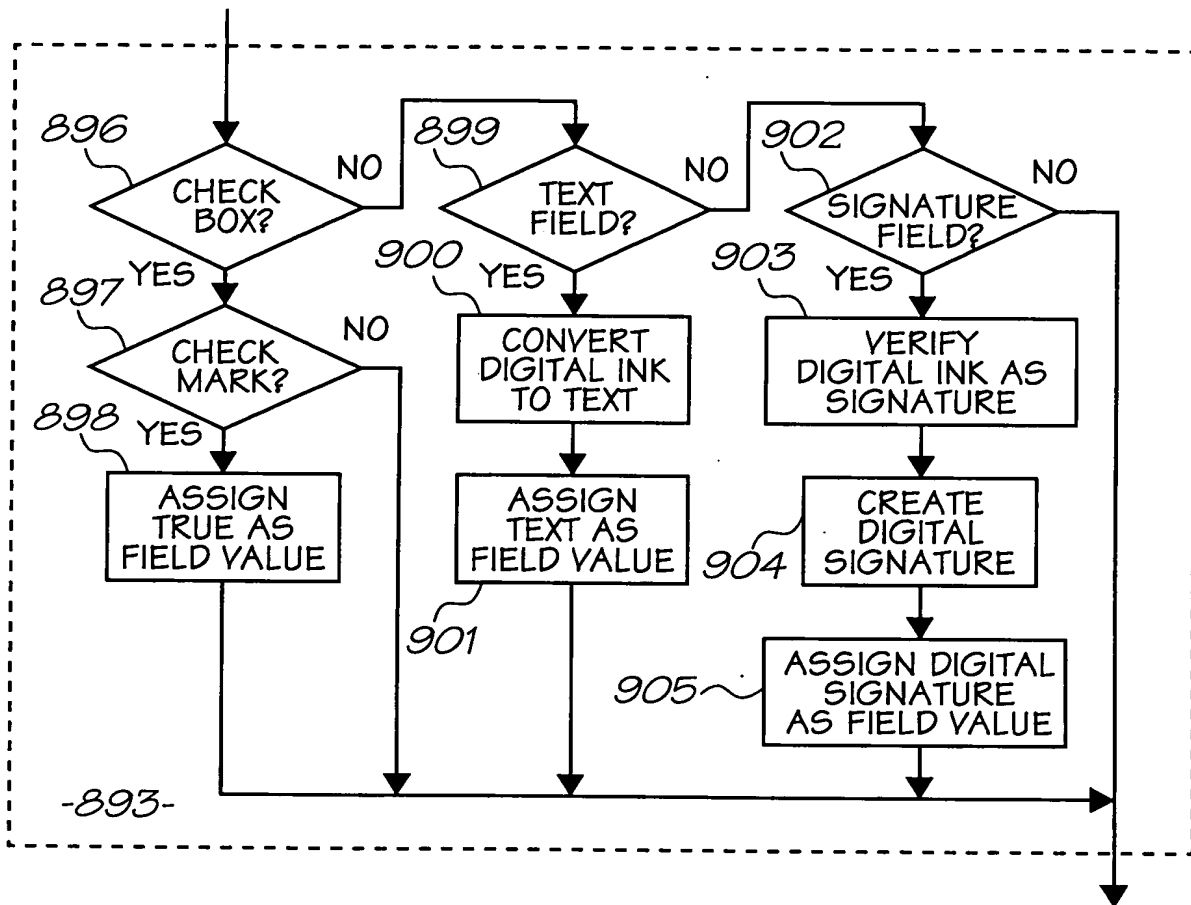 896
CHECK
BOX?
NO
YES
897
CHECK
MARK?
NO
YES
898
ASSIGN
TRUE AS
FIELD VALUE
899
TEXT
FIELD?
NO
YES
900
CONVERT
DIGITAL INK
TO TEXT
ASSIGN
TEXT AS
FIELD VALUE
901
902
SIGNATURE
FIELD?
NO
YES
903
VERIFY
DIGITAL INK AS
SIGNATURE
CREATE
DIGITAL
SIGNATURE
904
ASSIGN DIGITAL
SIGNATURE
AS FIELD VALUE
905
-893-